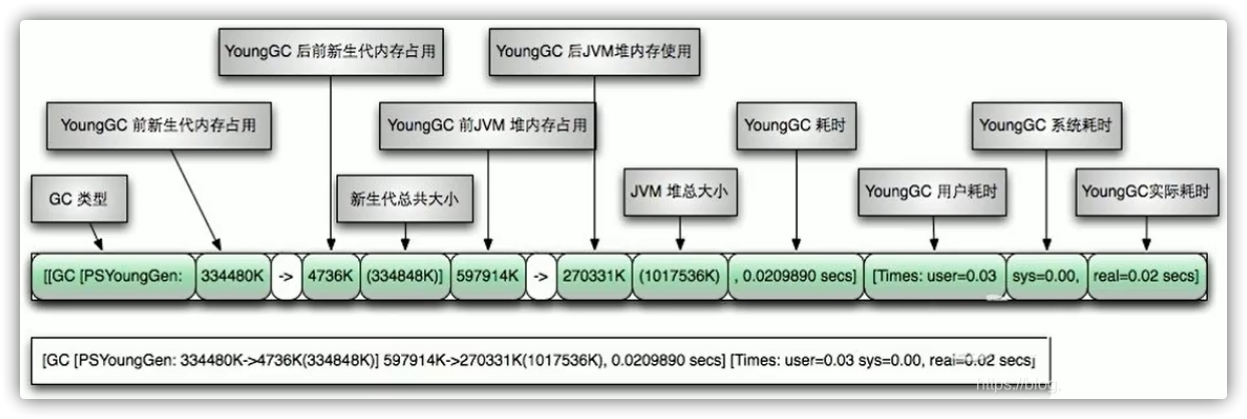 YoungGC 后前新生代内存占用
YoungGC 后JVM堆内存使用
YoungGC 前新生代内存占用
YoungGC 前JVM 堆内存占用
YoungGC 耗时
YoungGC 系统耗时
GC 类型
新生代总共大小
JVM 堆总大小
YoungGC 用户耗时
YoungGC实际耗时
[[GC [PSYoungGen: 334480K -> 4736K (334848K)] 597914K -> 270331K (1017536K) , 0.0209890 secs] [Times: user=0.03 sys=0.00, real=0.02 secs]
[GC [PSYoungGen: 334480K->4736K(334848K)] 597914K->270331K(1017536K), 0.0209890 secs] [Times: user=0.03 sys=0.00, real=0.02 secs]
https://blog.